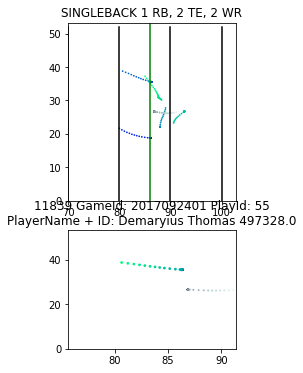 SINGLEBACK 1 RB, 2 TE, 2 WR
50
40
30
20
10
0
70 80 90 100
11839 GameId: 2017092401 PlayId: 55
PlayerName + ID: Demaryius Thomas 497328.0
40
20
0
80 85 90